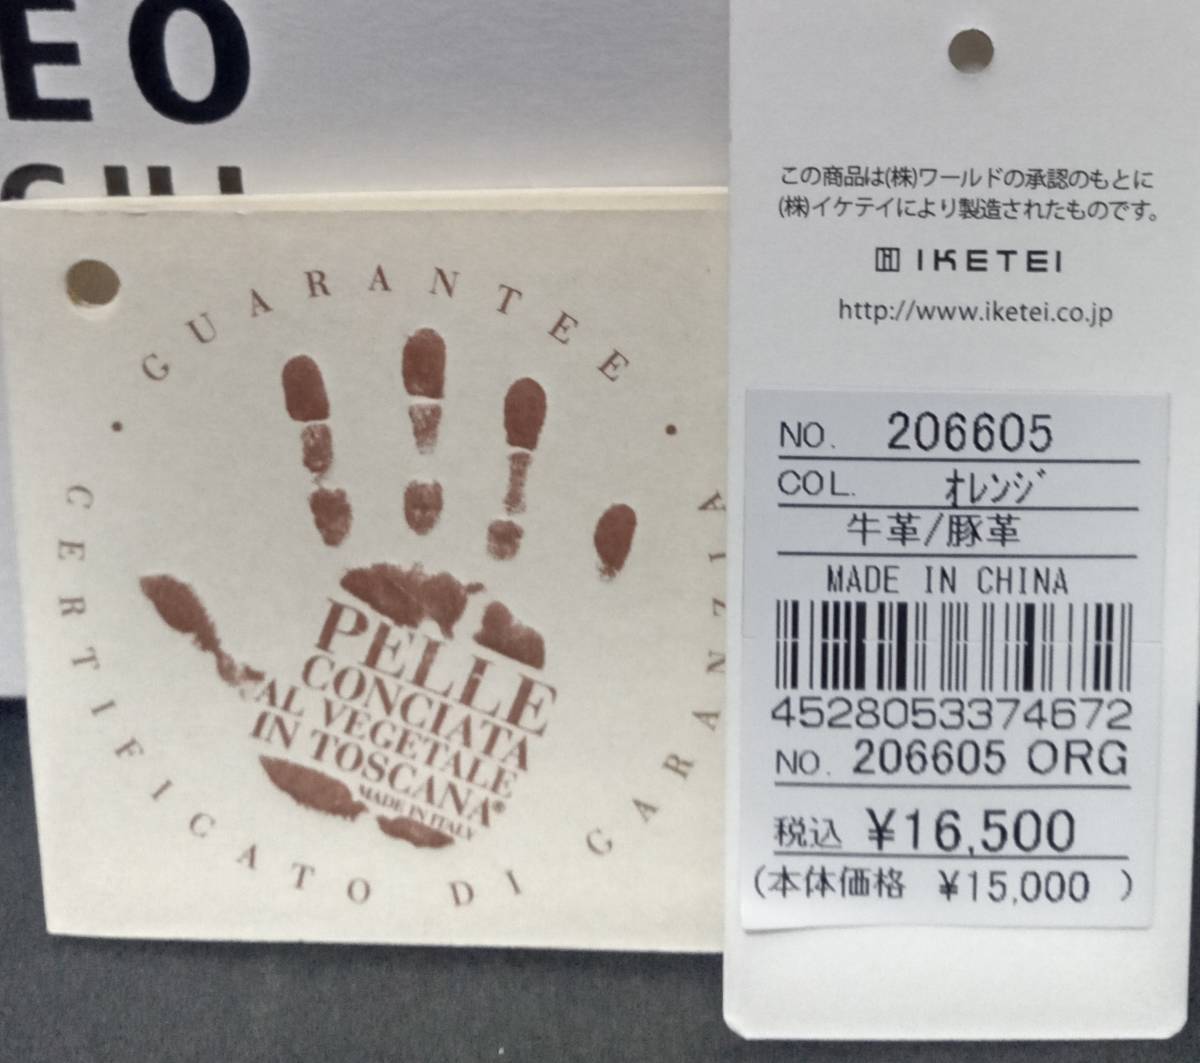 EO
GUARANTEE
CERTIFICATO DI GARANZIA
PELLE
CONCIATA
AL VEGETALE
IN TOSCANA®
MADE IN ITALY
この商品は(株)ワールドの承認のもとに
(株)イケテイにより製造されたものです。
IKETEI
http://www.iketei.co.jp
NO. 206605
COL. ｵﾚﾝｼﾞ
牛革/豚革
MADE IN CHINA
4528053374672
NO. 206605 ORG
税込 ¥16,500
(本体価格 ¥15,000 )